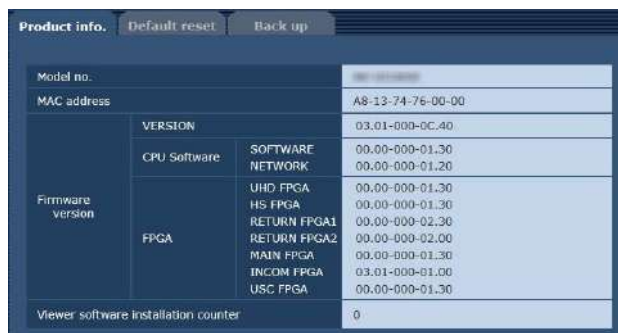 Product info. Default reset Back up
Model no.
MAC address A8-13-74-76-00-00
VERSION 03.01-000-0C.40
CPU Software SOFTWARE 00.00-000-01.30
NETWORK 00.00-000-01.20
Firmware version
FPGA
UHD FPGA 00.00-000-01.30
HS FPGA 00.00-000-01.30
RETURN FPGA1 00.00-000-02.30
RETURN FPGA2 00.00-000-02.00
MAIN FPGA 00.00-000-01.30
INCOM FPGA 03.01-000-01.00
USC FPGA 00.00-000-01.30
Viewer software installation counter 0